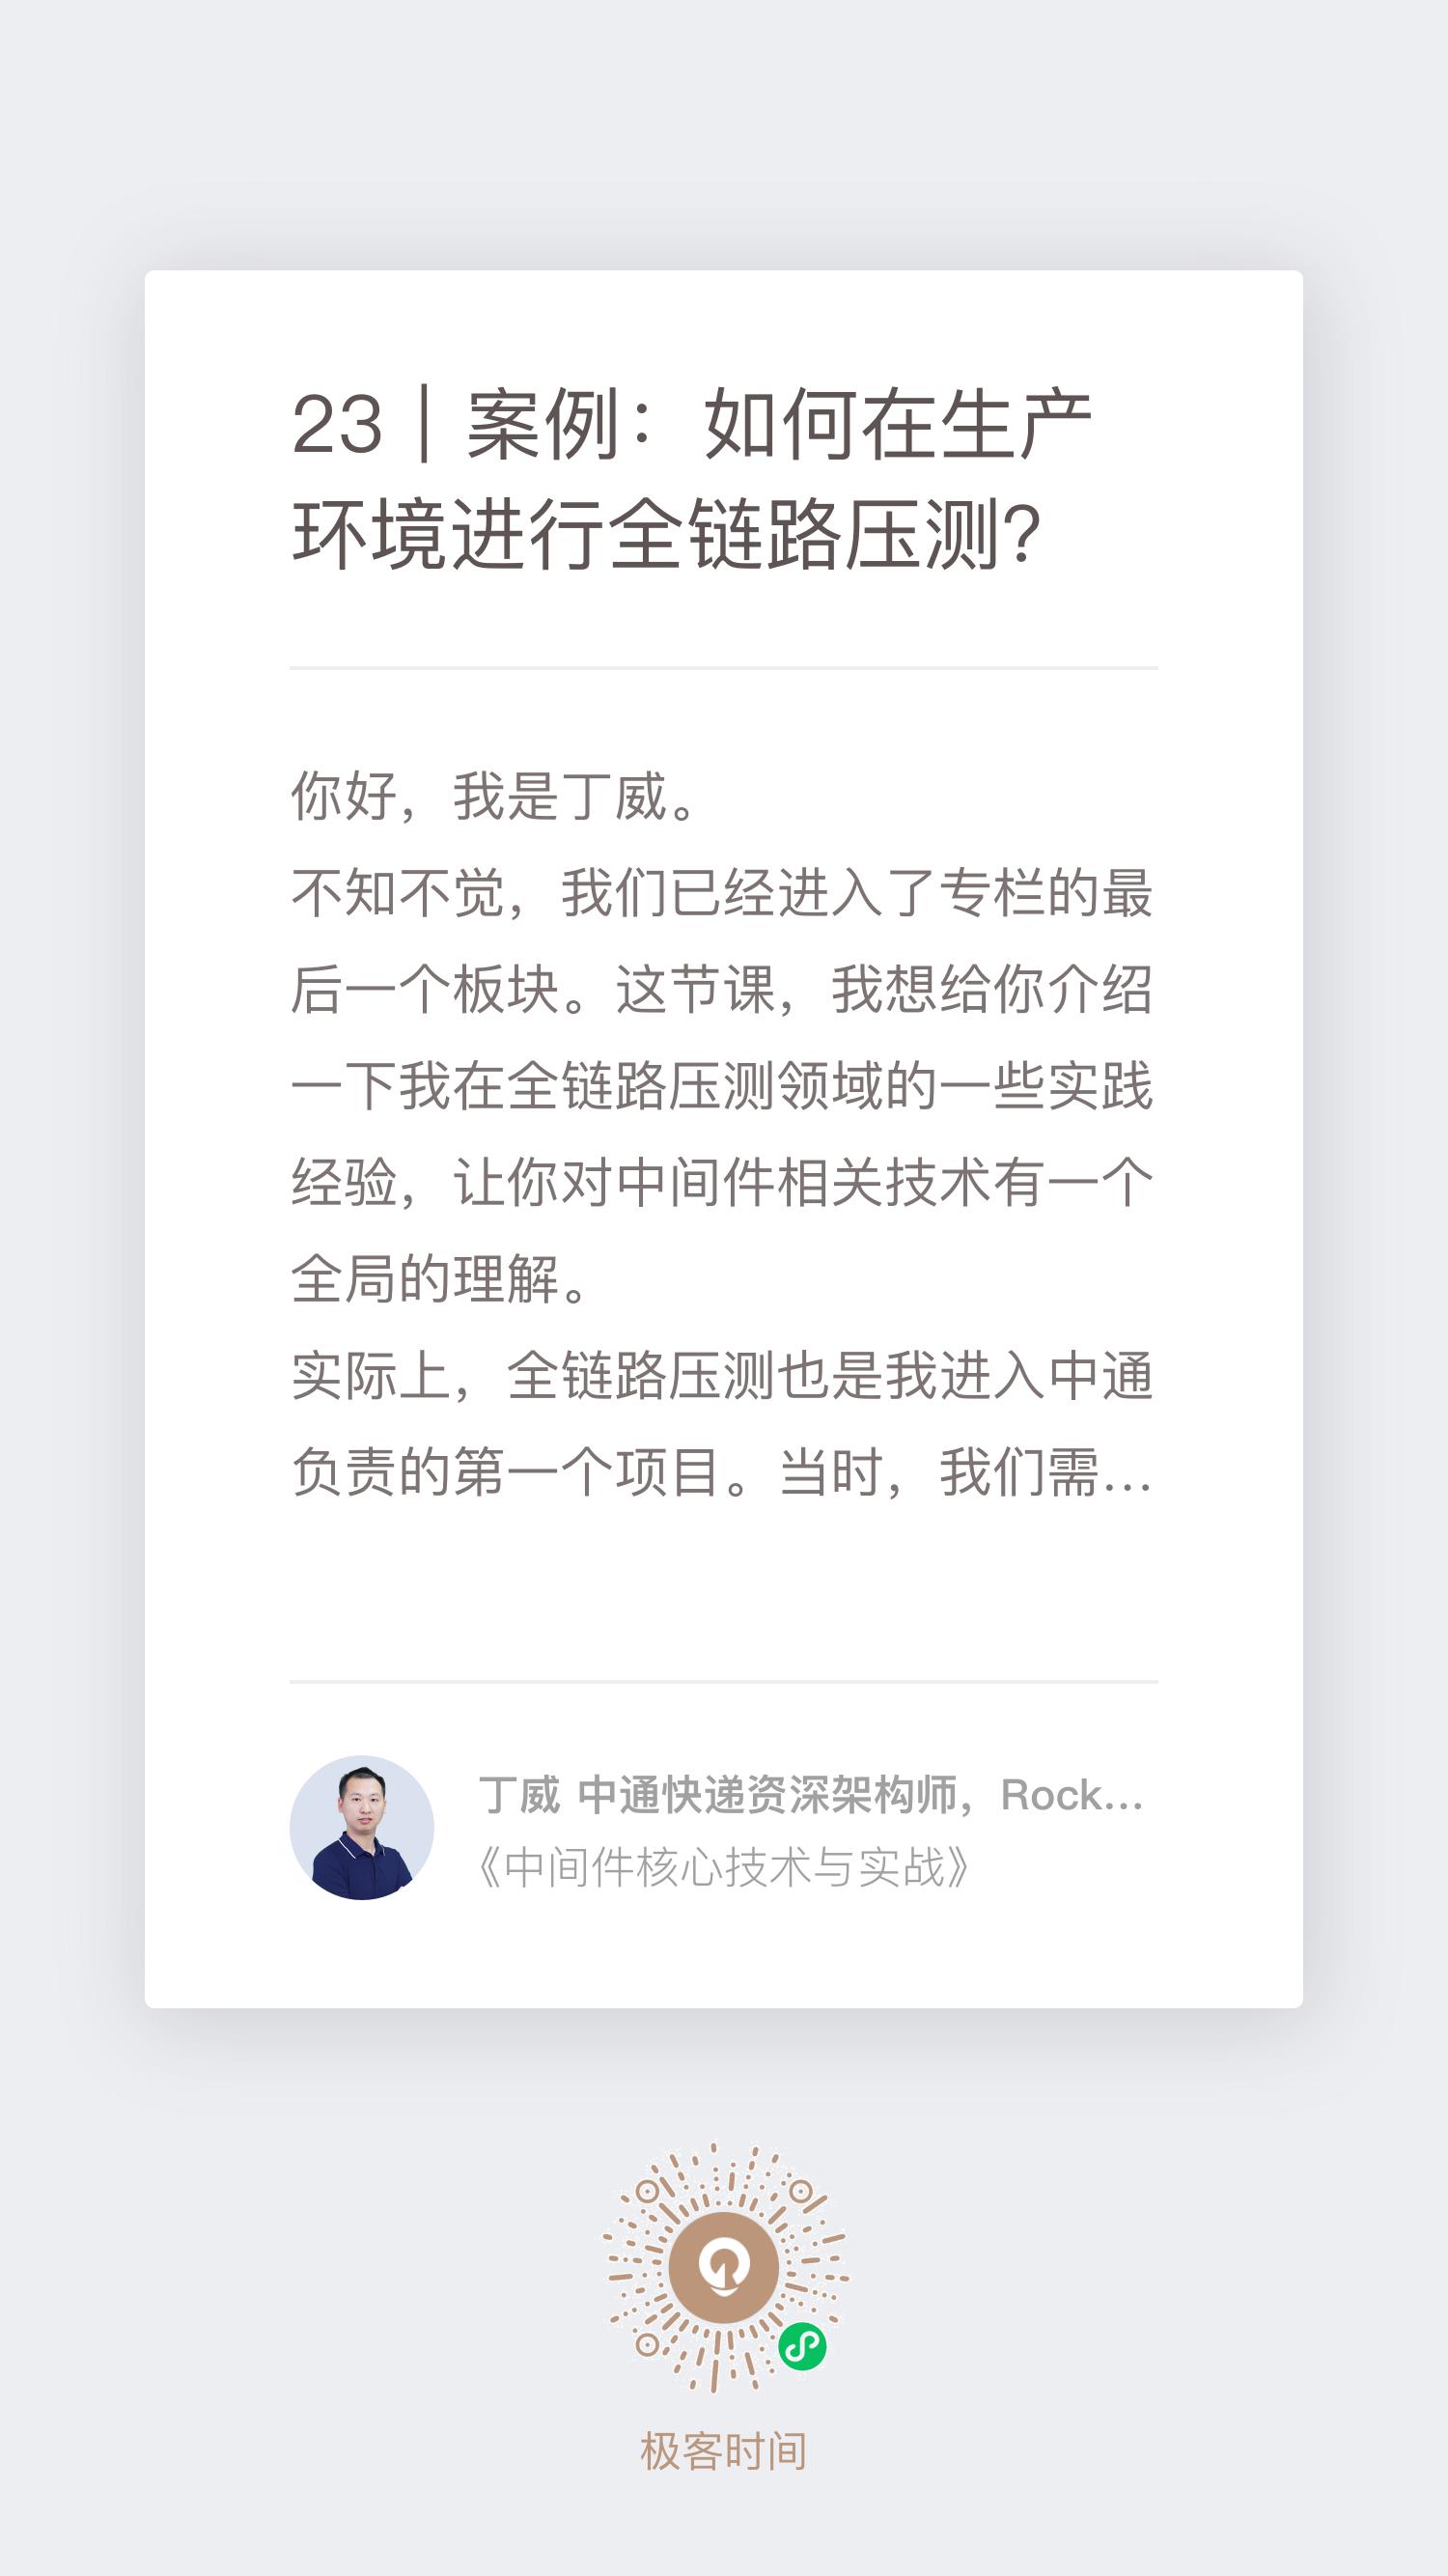 23｜案例：如何在生产
环境进行全链路压测？
你好，我是丁威。
不知不觉，我们已经进入了专栏的最
后一个板块。这节课，我想给你介绍
一下我在全链路压测领域的一些实践
经验，让你对中间件相关技术有一个
全局的理解。
实际上，全链路压测也是我进入中通
负责的第一个项目。当时，我们需...
丁威 中通快递资深架构师，Rock...
《中间件核心技术与实战》
极客时间